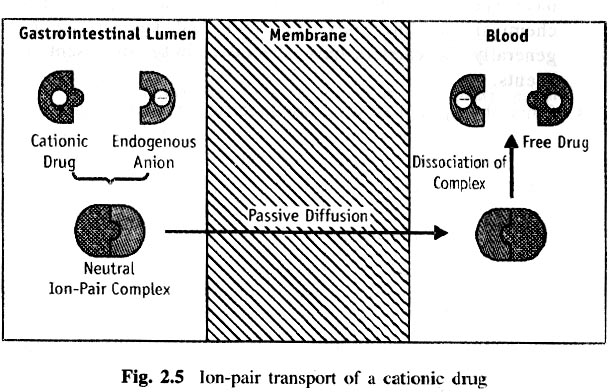 Gastrointestinal Lumen
Membrane
Blood
Cationic
Drug
Endogenous
Anion
Neutral
Ion-Pair Complex
Passive Diffusion
Dissociation of
Complex
Free Drug
Fig. 2.5 Ion-pair transport of a cationic drug